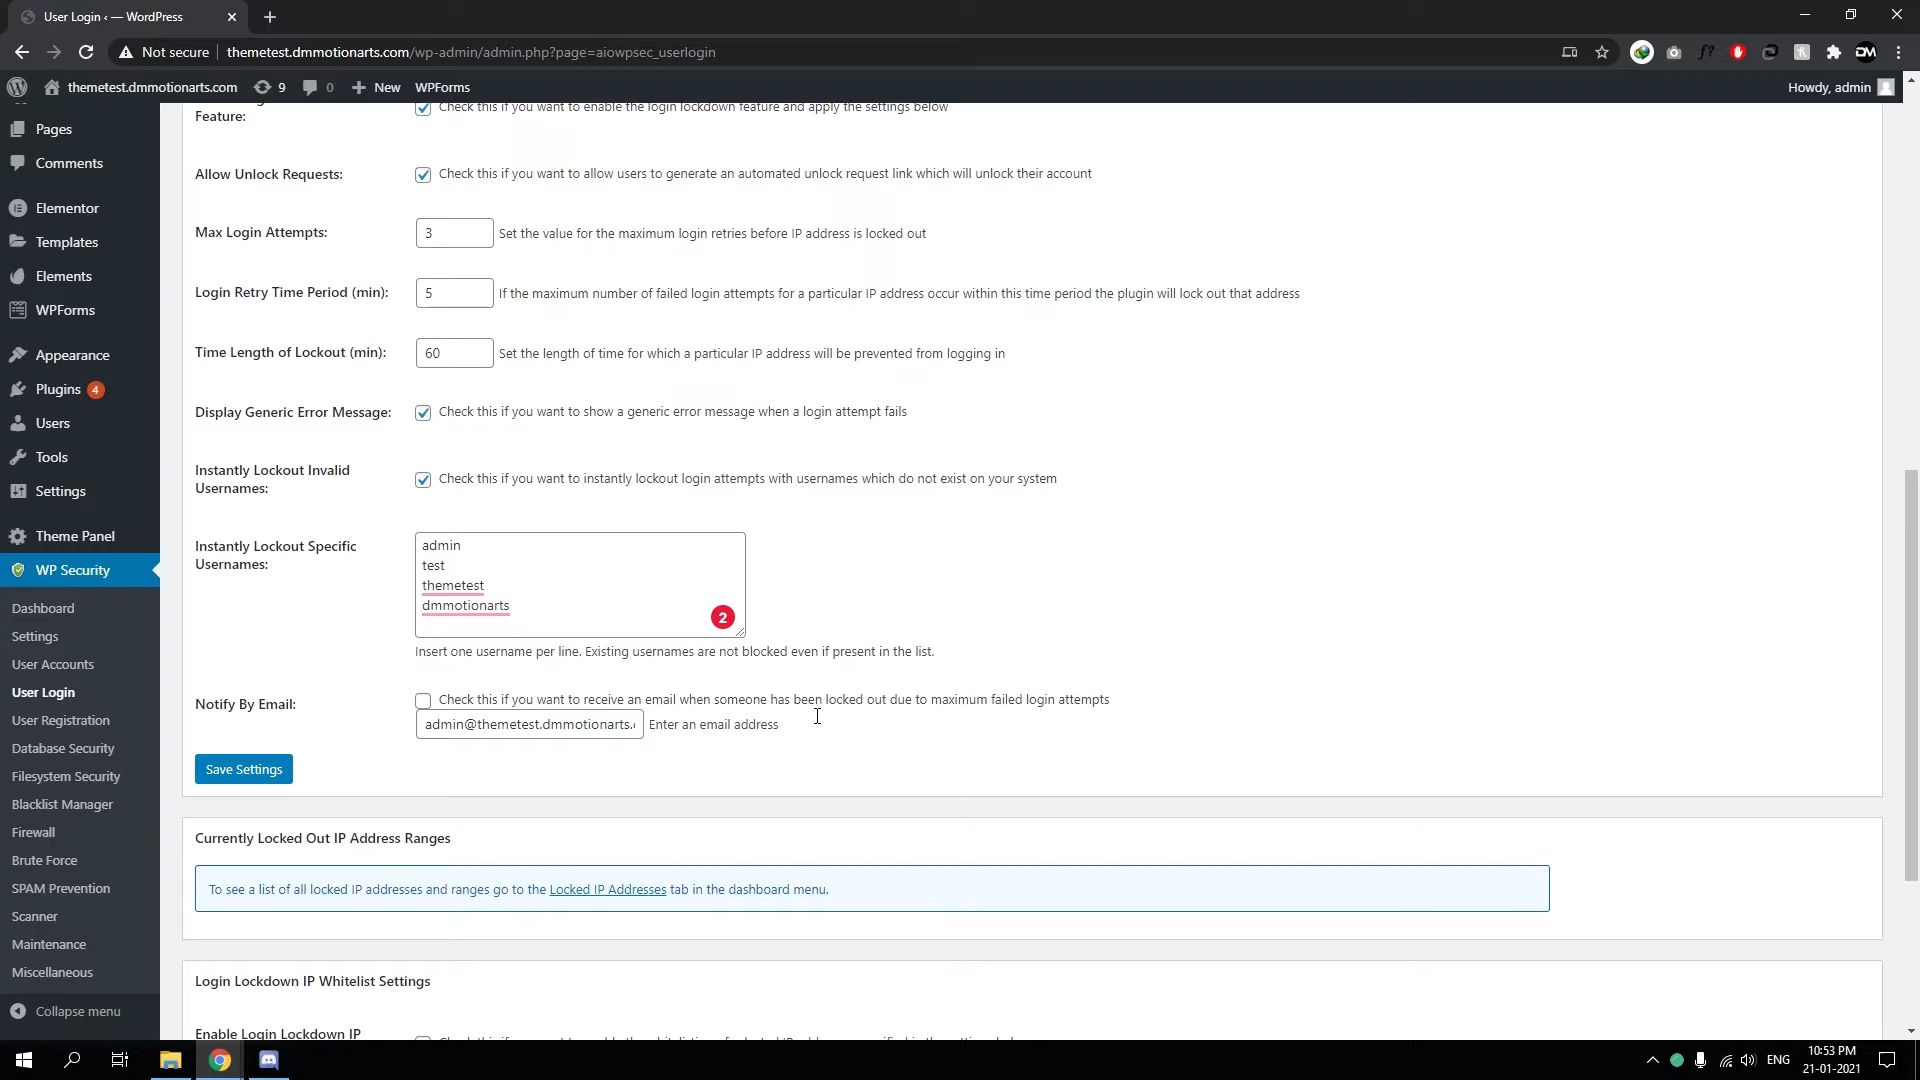 User Login ‹ — WordPress
Not secure themetest.dmmotionarts.com/wp-admin/admin.php?page=aiowpsec_userlogin
themetest.dmmotionarts.com 9 0 New WPForms Howdy, admin
Pages
Comments
Elementor
Templates
Elements
WPForms
Appearance
Plugins 4
Users
Tools
Settings
Theme Panel
WP Security
Dashboard
Settings
User Accounts
User Login
User Registration
Database Security
Filesystem Security
Blacklist Manager
Firewall
Brute Force
SPAM Prevention
Scanner
Maintenance
Miscellaneous
Collapse menu
Feature:
Check this if you want to enable the login lockdown feature and apply the settings below
Allow Unlock Requests:
Check this if you want to allow users to generate an automated unlock request link which will unlock their account
Max Login Attempts:
3 Set the value for the maximum login retries before IP address is locked out
Login Retry Time Period (min):
5 If the maximum number of failed login attempts for a particular IP address occur within this time period the plugin will lock out that address
Time Length of Lockout (min):
60 Set the length of time for which a particular IP address will be prevented from logging in
Display Generic Error Message:
Check this if you want to show a generic error message when a login attempt fails
Instantly Lockout Invalid
Usernames:
Check this if you want to instantly lockout login attempts with usernames which do not exist on your system
Instantly Lockout Specific
Usernames:
admin
test
themetest
dmmotionarts
2
Insert one username per line. Existing usernames are not blocked even if present in the list.
Notify By Email:
Check this if you want to receive an email when someone has been locked out due to maximum failed login attempts
admin@themetest.dmmotionarts. Enter an email address
Save Settings
Currently Locked Out IP Address Ranges
To see a list of all locked IP addresses and ranges go to the Locked IP Addresses tab in the dashboard menu.
Login Lockdown IP Whitelist Settings
Enable Login Lockdown IP
ENG
10:53 PM
21-01-2021